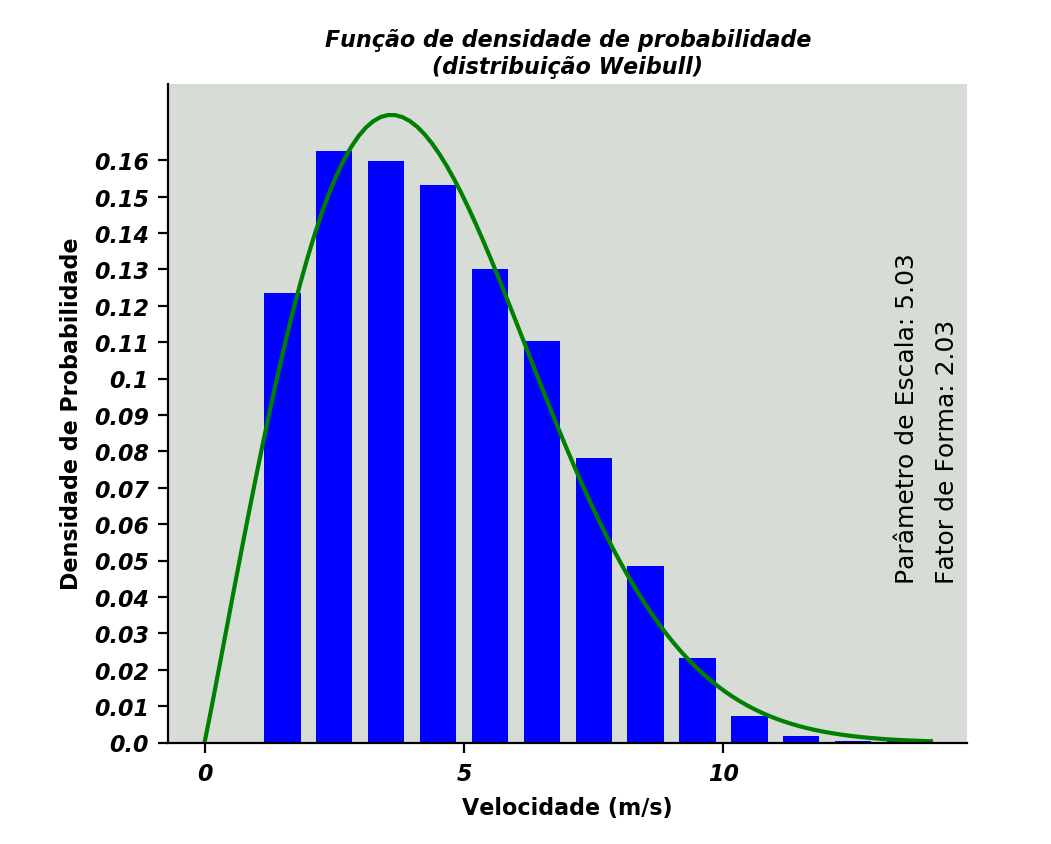 Função de densidade de probabilidade
(distribuição Weibull)
Densidade de Probabilidade
0.16
0.15
0.14
0.13
0.12
0.11
0.1
0.09
0.08
0.07
0.06
0.05
0.04
0.03
0.02
0.01
0.0
Parâmetro de Escala: 5.03
Fator de Forma: 2.03
0 5 10
Velocidade (m/s)